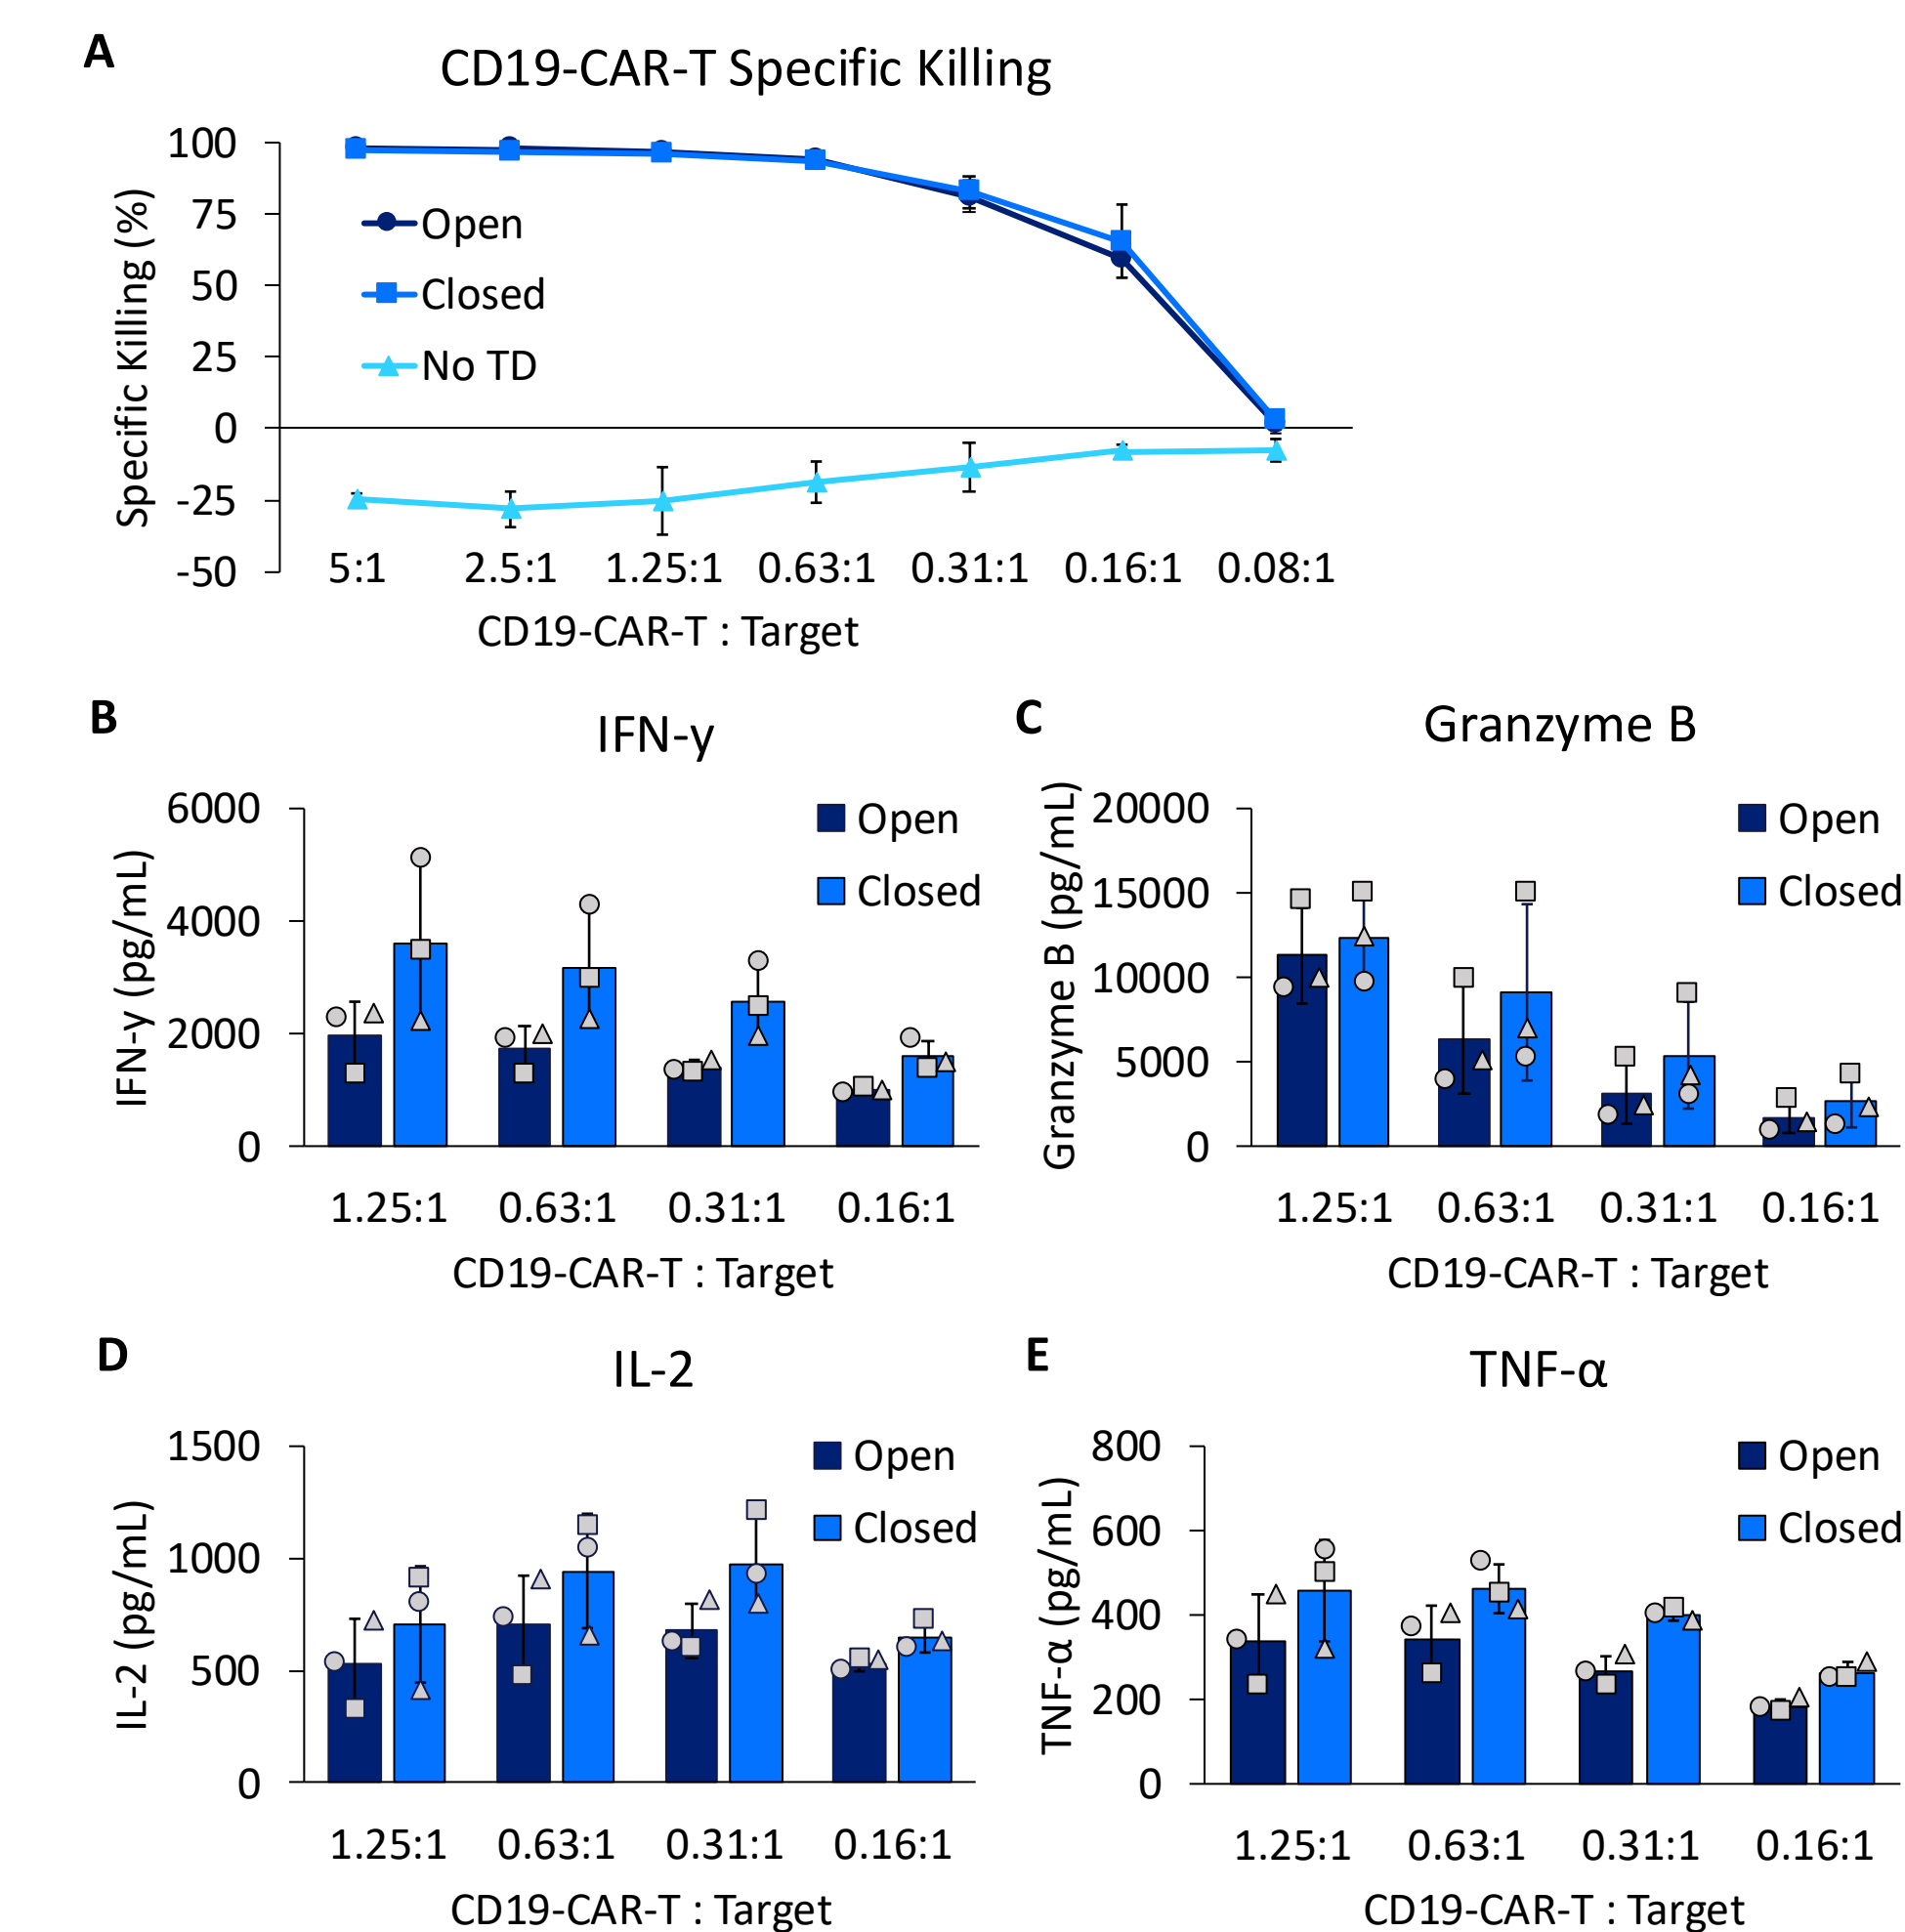 A
CD19-CAR-T Specific Killing
Specific Killing (%)
100
75
50
25
0
-25
-50
Open
Closed
No TD
5:1 2.5:1 1.25:1 0.63:1 0.31:1 0.16:1 0.08:1
CD19-CAR-T : Target
B
IFN-y
IFN-y (pg/mL)
6000
4000
2000
0
Open
Closed
1.25:1 0.63:1 0.31:1 0.16:1
CD19-CAR-T : Target
C
Granzyme B
Granzyme B (pg/mL)
20000
15000
10000
5000
0
Open
Closed
1.25:1 0.63:1 0.31:1 0.16:1
CD19-CAR-T : Target
D
IL-2
IL-2 (pg/mL)
1500
1000
500
0
Open
Closed
1.25:1 0.63:1 0.31:1 0.16:1
CD19-CAR-T : Target
E
TNF-α
TNF-α (pg/mL)
800
600
400
200
0
Open
Closed
1.25:1 0.63:1 0.31:1 0.16:1
CD19-CAR-T : Target